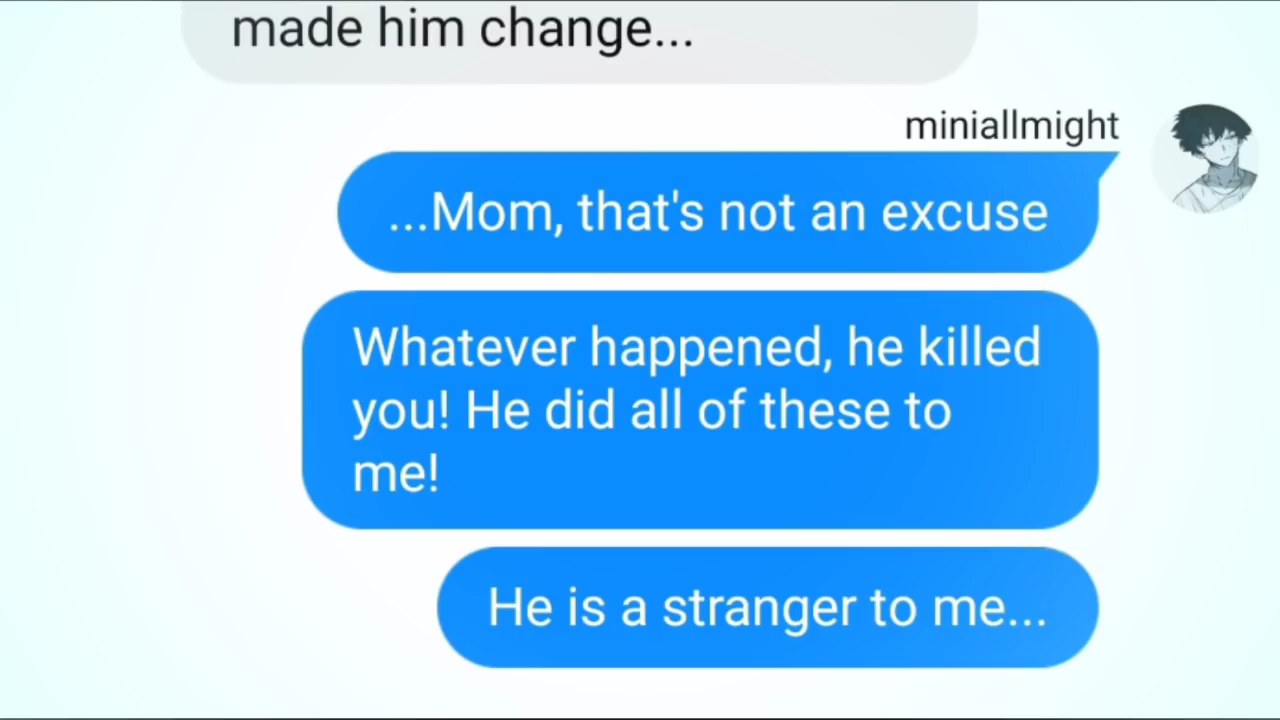 made him change...
miniallmight
...Mom, that's not an excuse
Whatever happened, he killed
you! He did all of these to
me!
He is a stranger to me...